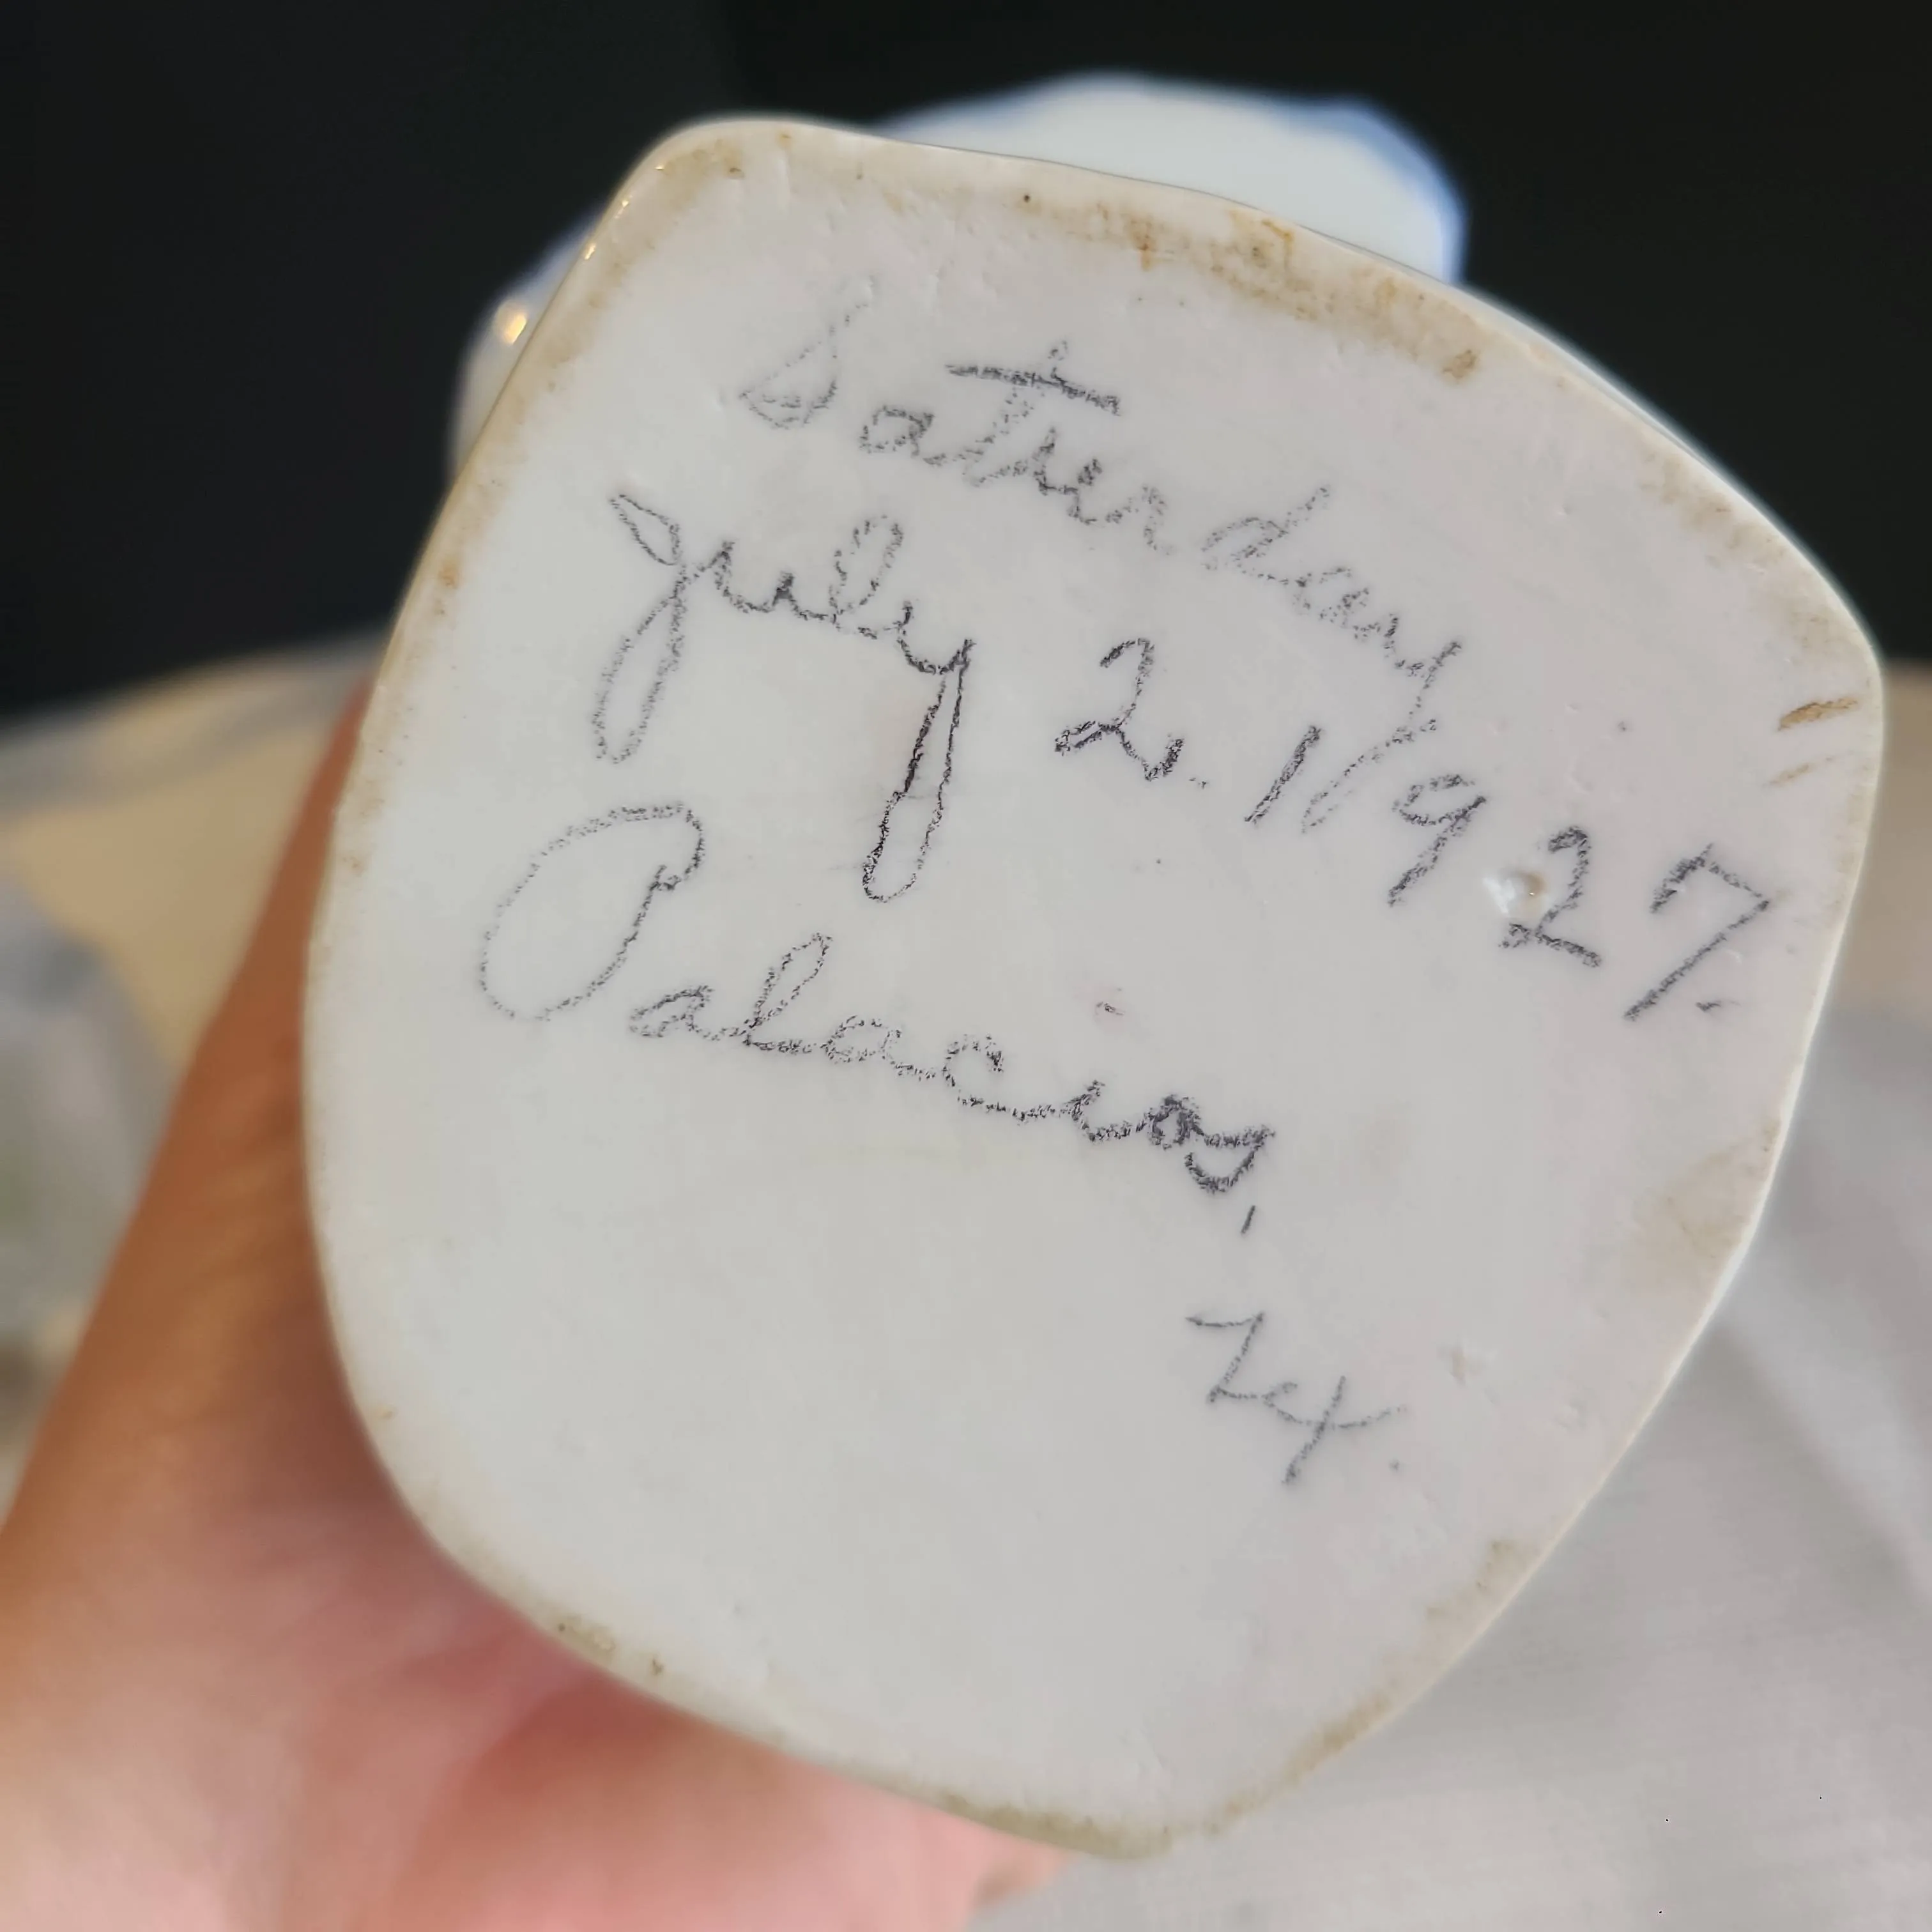 Saturday
July 2, 1927.
Palacios,
Tex.